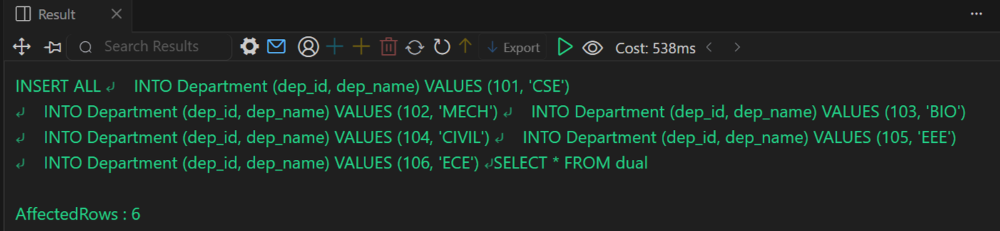 Result
Search Results Export Cost: 538ms
INSERT ALL ↵ INTO Department (dep_id, dep_name) VALUES (101, 'CSE')
↵ INTO Department (dep_id, dep_name) VALUES (102, 'MECH') ↵ INTO Department (dep_id, dep_name) VALUES (103, 'BIO')
↵ INTO Department (dep_id, dep_name) VALUES (104, 'CIVIL') ↵ INTO Department (dep_id, dep_name) VALUES (105, 'EEE')
↵ INTO Department (dep_id, dep_name) VALUES (106, 'ECE') ↵SELECT * FROM dual
AffectedRows : 6